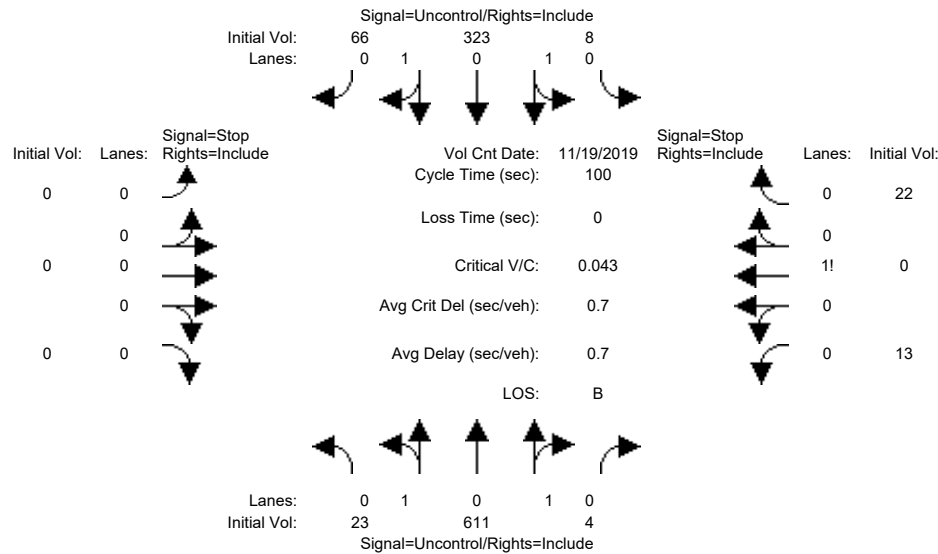 Signal=Uncontrol/Rights=Include
Initial Vol: 66 323 8
Lanes: 0 1 0 1 0
Signal=Stop Signal=Stop
Initial Vol: Lanes: Rights=Include Vol Cnt Date: 11/19/2019 Rights=Include Lanes: Initial Vol:
Cycle Time (sec): 100
0 0 0 22
Loss Time (sec): 0
0 0
0 0 Critical V/C: 0.043 1! 0
0 Avg Crit Del (sec/veh): 0.7 0
0 0 Avg Delay (sec/veh): 0.7 0 13
LOS: B
Lanes: 0 1 0 1 0
Initial Vol: 23 611 4
Signal=Uncontrol/Rights=Include